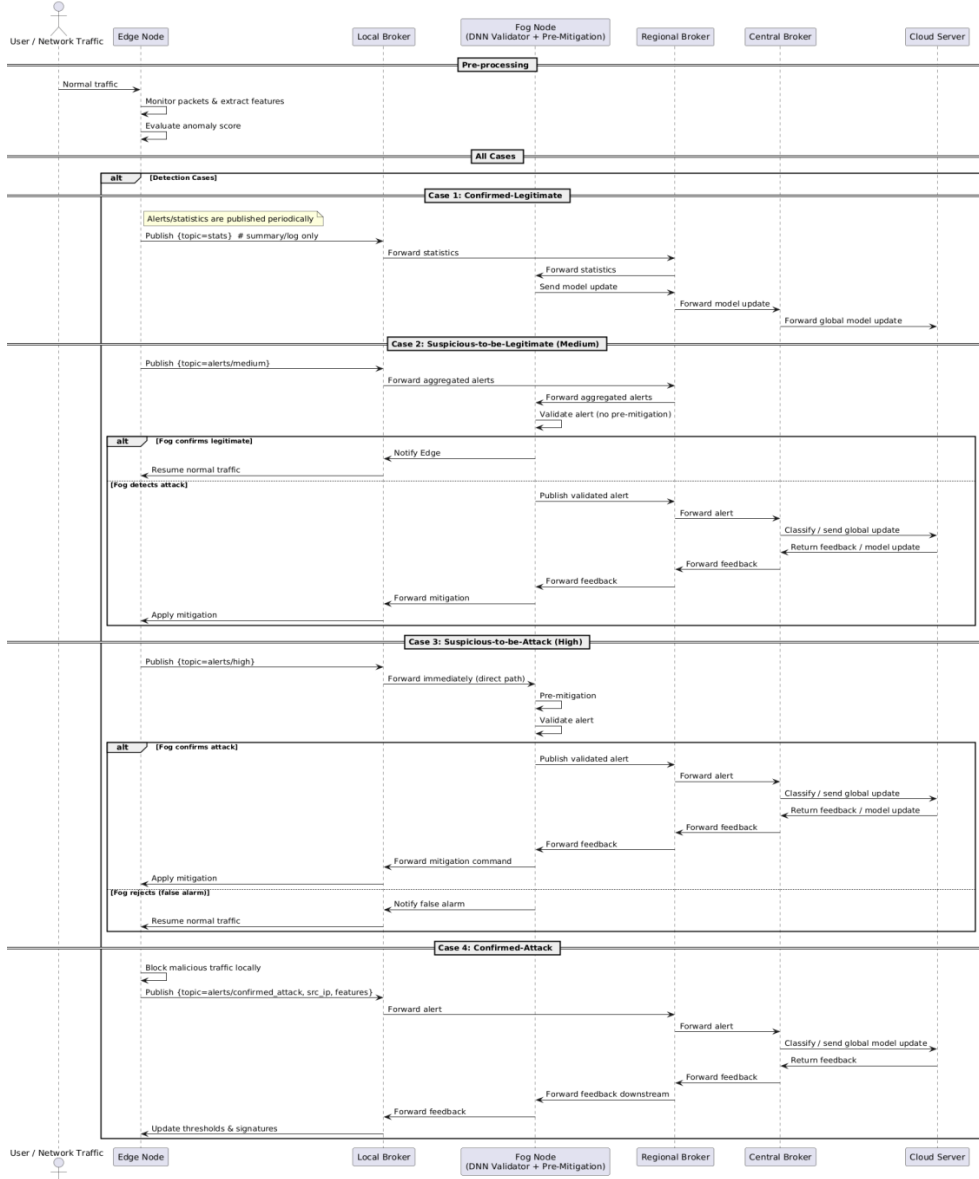 User / Network Traffic
Edge Node
Local Broker
Fog Node
(DNN Validator + Pre-Mitigation)
Regional Broker
Central Broker
Cloud Server
Pre-processing
Normal traffic
Monitor packets & extract features
Evaluate anomaly score
All Cases
alt [Detection Cases]
Case 1: Confirmed-Legitimate
Alerts/statistics are published periodically
Publish {topic=stats} # summary/log only
Forward statistics
Forward statistics
Send model update
Forward model update
Forward global model update
Case 2: Suspicious-to-be-Legitimate (Medium)
Publish {topic=alerts/medium}
Forward aggregated alerts
Forward aggregated alerts
Validate alert (no pre-mitigation)
alt [Fog confirms legitimate]
Notify Edge
Resume normal traffic
[Fog detects attack]
Publish validated alert
Forward alert
Classify / send global update
Return feedback / model update
Forward feedback
Forward feedback
Forward mitigation
Apply mitigation
Case 3: Suspicious-to-be-Attack (High)
Publish {topic=alerts/high}
Forward immediately (direct path)
Pre-mitigation
Validate alert
alt [Fog confirms attack]
Publish validated alert
Forward alert
Classify / send global update
Return feedback / model update
Forward feedback
Forward feedback
Forward mitigation command
Apply mitigation
[Fog rejects (false alarm)]
Notify false alarm
Resume normal traffic
Case 4: Confirmed-Attack
Block malicious traffic locally
Publish {topic=alerts/confirmed_attack, src_ip, features}
Forward alert
Forward alert
Classify / send global model update
Return feedback
Forward feedback
Forward feedback downstream
Forward feedback
Update thresholds & signatures
User / Network Traffic
Edge Node
Local Broker
Fog Node
(DNN Validator + Pre-Mitigation)
Regional Broker
Central Broker
Cloud Server